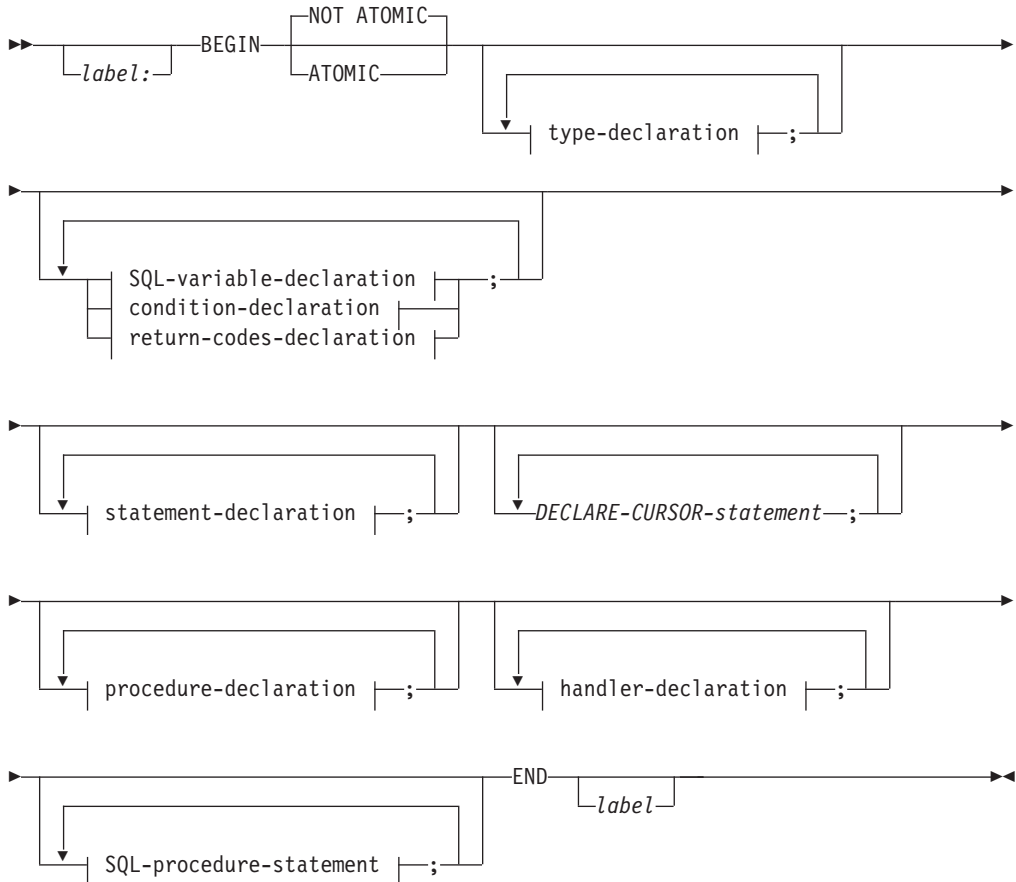 NOT ATOMIC
label: BEGIN
ATOMIC
type-declaration ;
SQL-variable-declaration ;
condition-declaration
return-codes-declaration
statement-declaration ; DECLARE-CURSOR-statement ;
procedure-declaration ; handler-declaration ;
END
label
SQL-procedure-statement ;